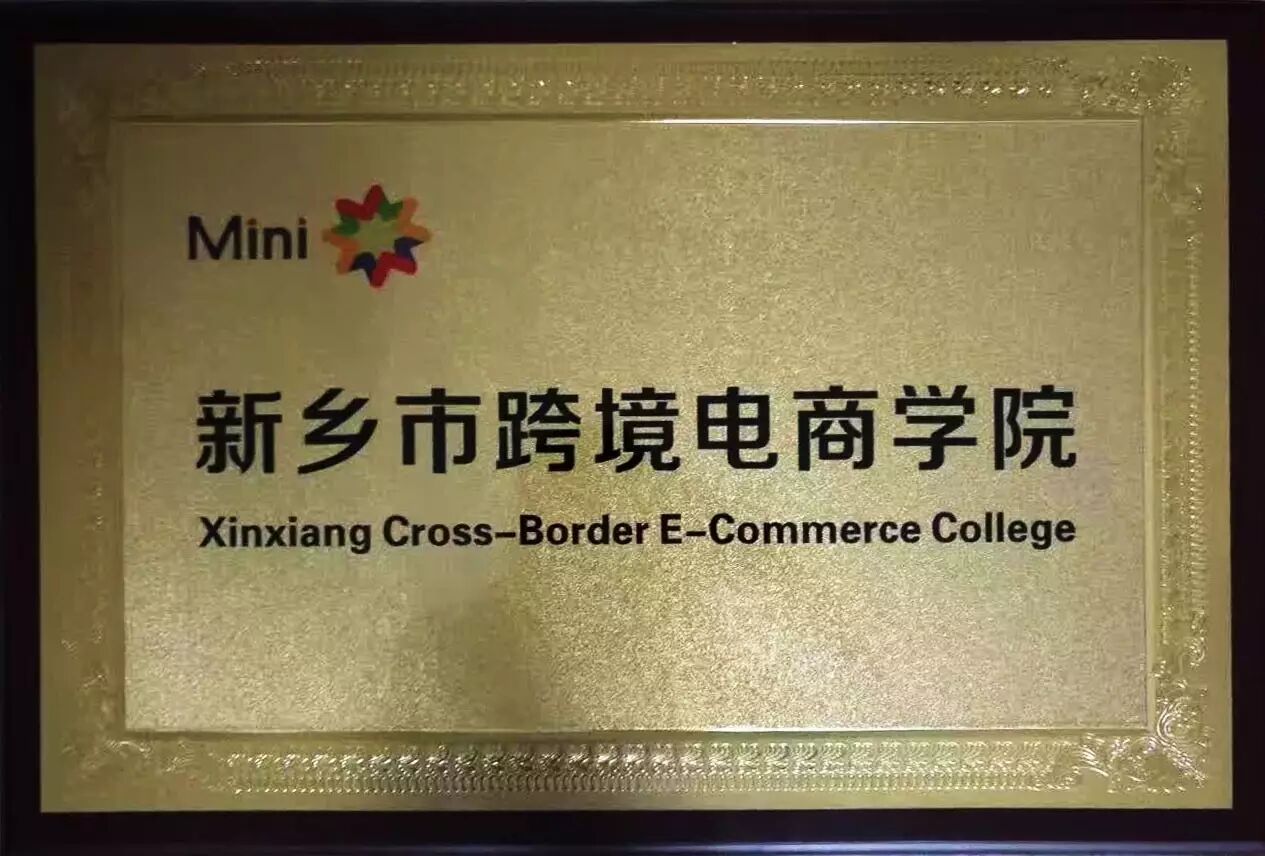 Mini
新乡市跨境电商学院
Xinxiang Cross-Border E-Commerce College